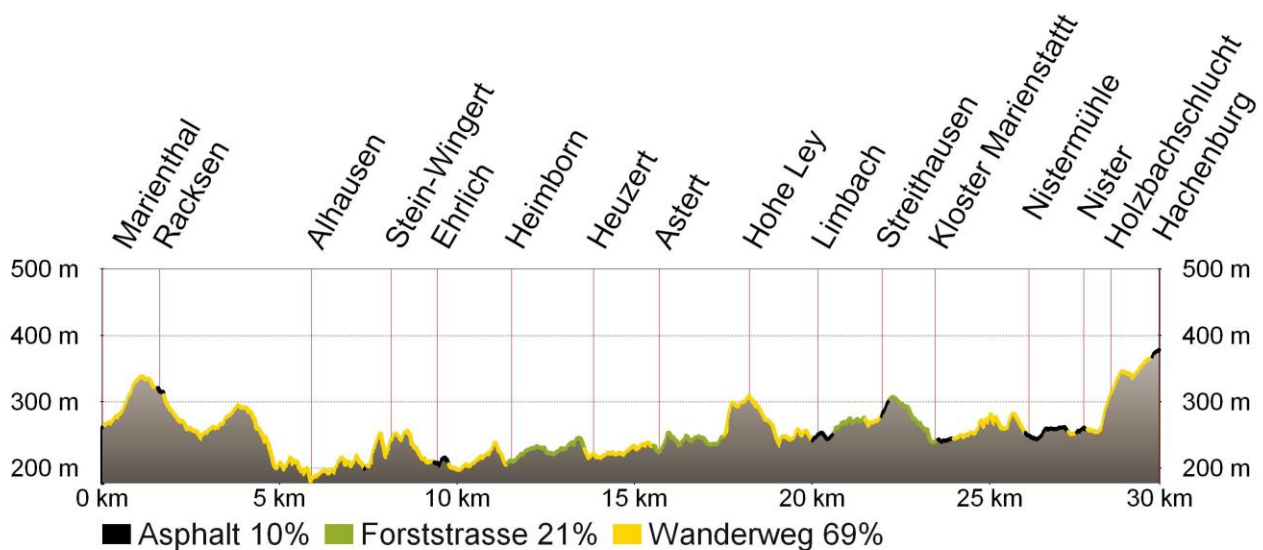 Marienthal
Racksen
Alhausen
Stein-Wingert
Ehrlich
Heimborn
Heuzert
Astert
Hohe Ley
Limbach
Streithausen
Kloster Marienstattt
Nistermühle
Nister
Holzbachschlucht
Hachenburg
500 m 500 m
400 m 400 m
300 m 300 m
200 m 200 m
0 km 5 km 10 km 15 km 20 km 25 km 30 km
Asphalt 10% Forststrasse 21% Wanderweg 69%